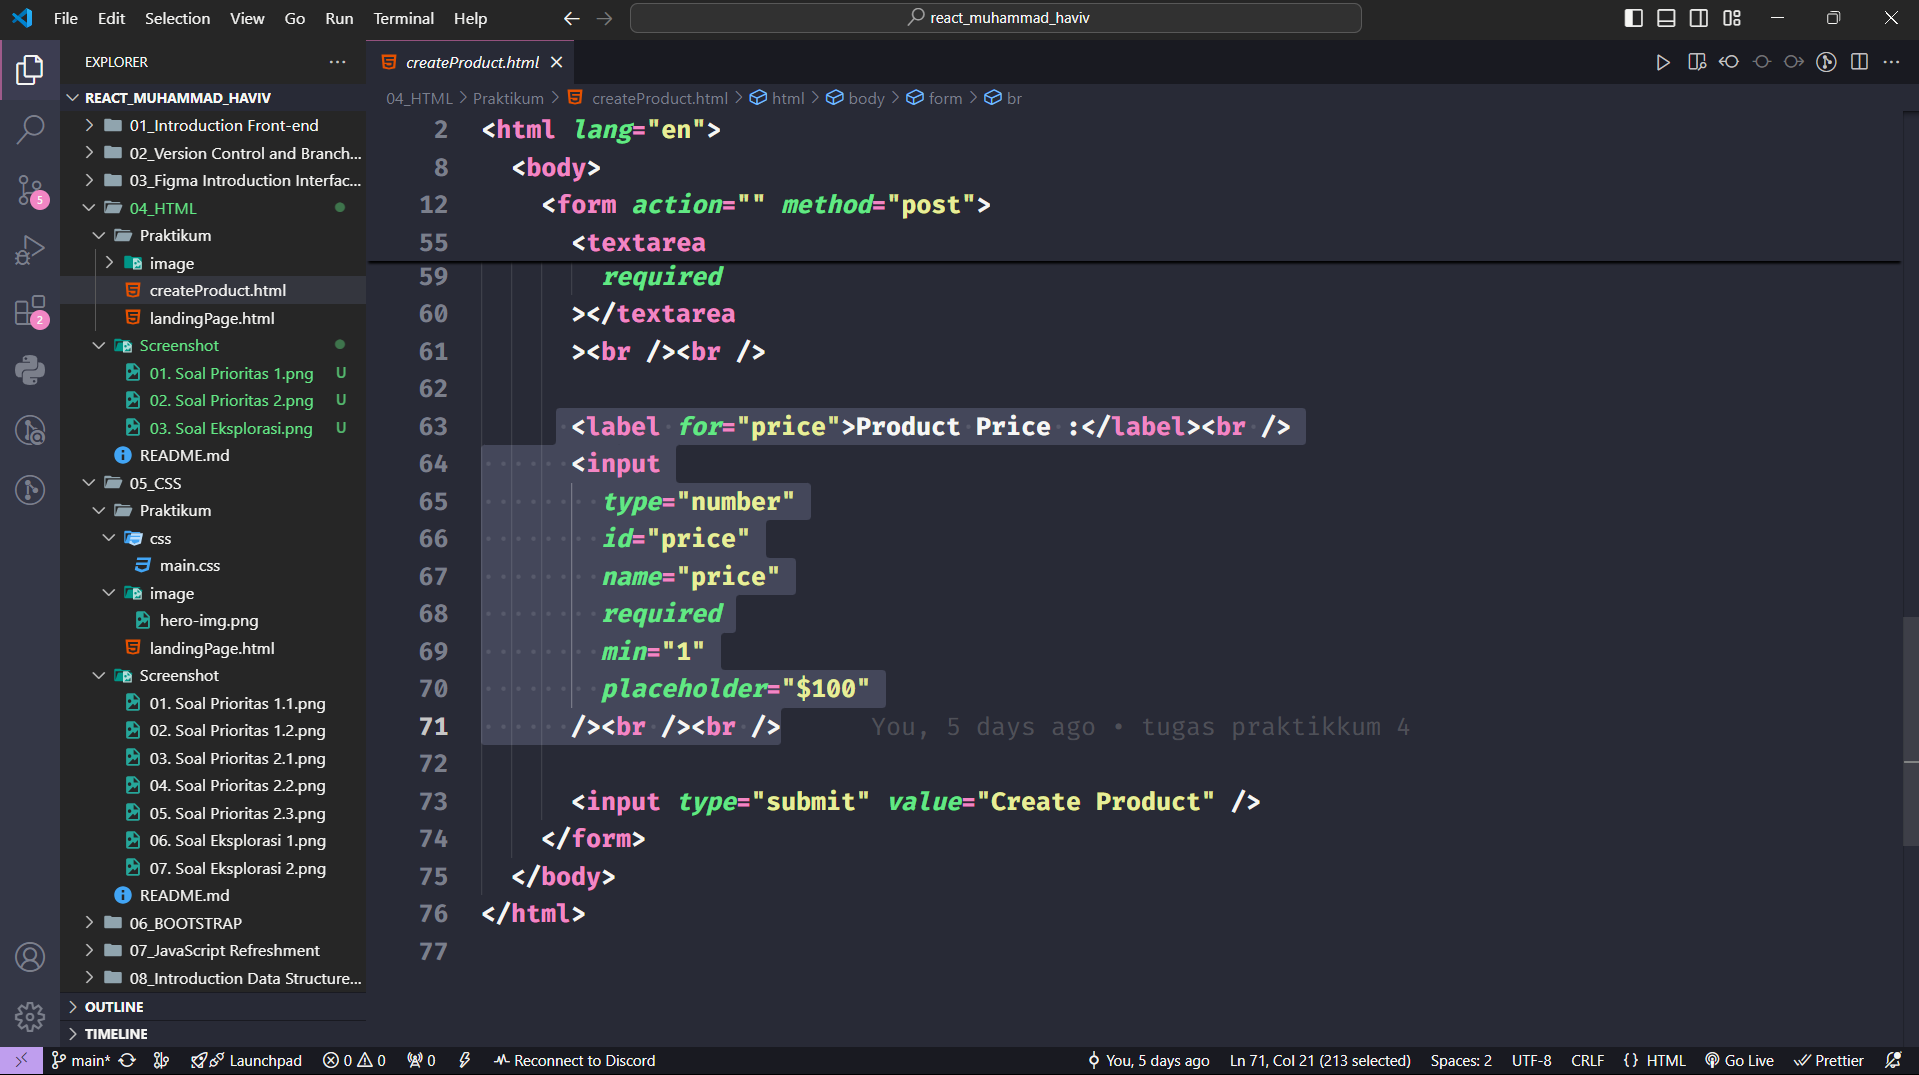 File Edit Selection View Go Run Terminal Help
react_muhammad_haviv
EXPLORER
createProduct.html
REACT_MUHAMMAD_HAVIV
01_Introduction Front-end
02_Version Control and Branch...
03_Figma Introduction Interfac...
04_HTML
Praktikum
image
createProduct.html
landingPage.html
Screenshot
01. Soal Prioritas 1.png U
02. Soal Prioritas 2.png U
03. Soal Eksplorasi.png U
README.md
05_CSS
Praktikum
css
main.css
image
hero-img.png
landingPage.html
Screenshot
01. Soal Prioritas 1.1.png
02. Soal Prioritas 1.2.png
03. Soal Prioritas 2.1.png
04. Soal Prioritas 2.2.png
05. Soal Prioritas 2.3.png
06. Soal Eksplorasi 1.png
07. Soal Eksplorasi 2.png
README.md
06_BOOTSTRAP
07_JavaScript Refreshment
08_Introduction Data Structure...
OUTLINE
TIMELINE
5
2
04_HTML > Praktikum > createProduct.html > html > body > form > br
2 <html lang="en">
8 <body>
12 <form action="" method="post">
55 <textarea
59 required
60 ></textarea
61 ><br /><br />
62
63 <label for="price">Product Price :</label><br />
64 <input
65 type="number"
66 id="price"
67 name="price"
68 required
69 min="1"
70 placeholder="$100"
71 /><br /><br /> You, 5 days ago • tugas praktikkum 4
72
73 <input type="submit" value="Create Product" />
74 </form>
75 </body>
76 </html>
77
main* Launchpad 0 0 0 Reconnect to Discord You, 5 days ago Ln 71, Col 21 (213 selected) Spaces: 2 UTF-8 CRLF {} HTML Go Live Prettier